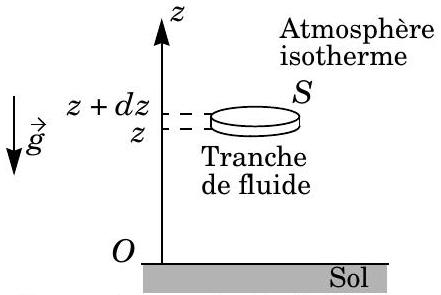 z
Atmosphère
isotherme
S
z + dz
z
g⃗
Tranche
de fluide
O
Sol